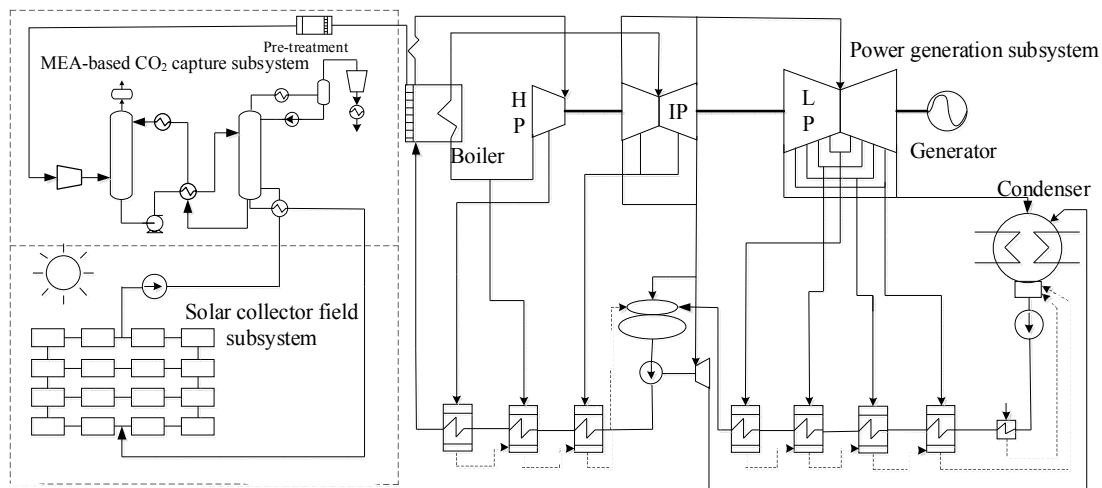 Pre-treatment
MEA-based CO₂ capture subsystem
Power generation subsystem
H
P
IP
L
P
Boiler
Generator
Condenser
Solar collector field
subsystem